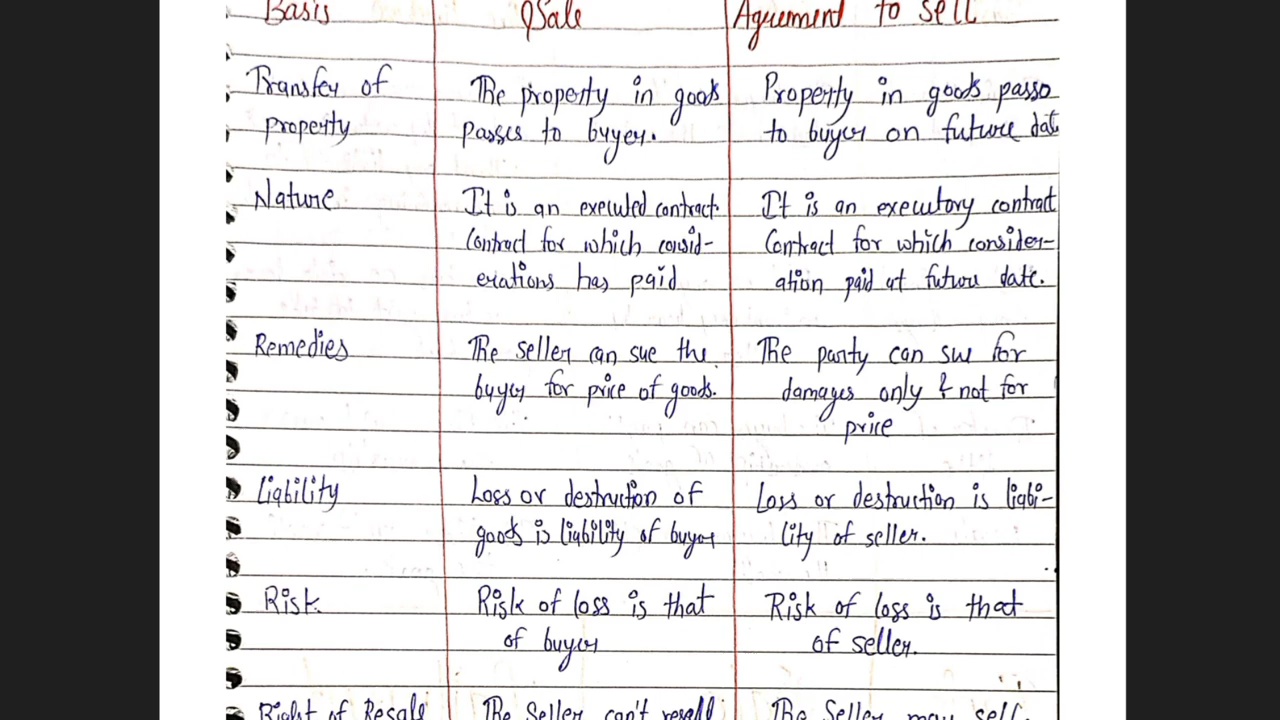 Basis
Sale
Agreement to sell
Transfer of
property
The property in goods
passes to buyer.
Property in goods passo
to buyer on future dat
Nature
It is an executed contract.
Contract for which consid-
erations has paid
It is an executory contract
Contract for which consider-
ation paid at future date.
Remedies
The seller can sue the
buyer for price of goods.
The party can sue for
damages only & not for
price
Liability
Loss or destruction of
goods is liability of buyer
Loss or destruction is liabi-
lity of seller.
Risk
Risk of loss is that
of buyer
Risk of loss is that
of seller.
Right of Resale
The Seller can't resell
The Seller may sell.